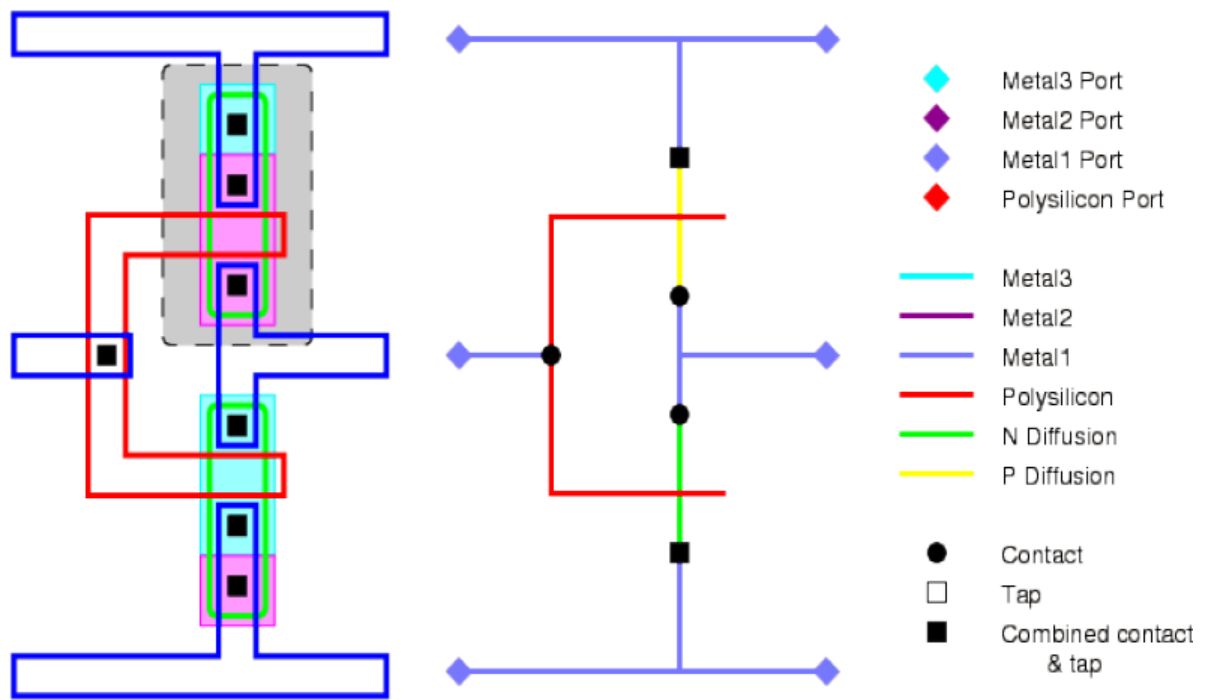 Metal3 Port
Metal2 Port
Metal1 Port
Polysilicon Port
Metal3
Metal2
Metal1
Polysilicon
N Diffusion
P Diffusion
Contact
Tap
Combined contact
& tap